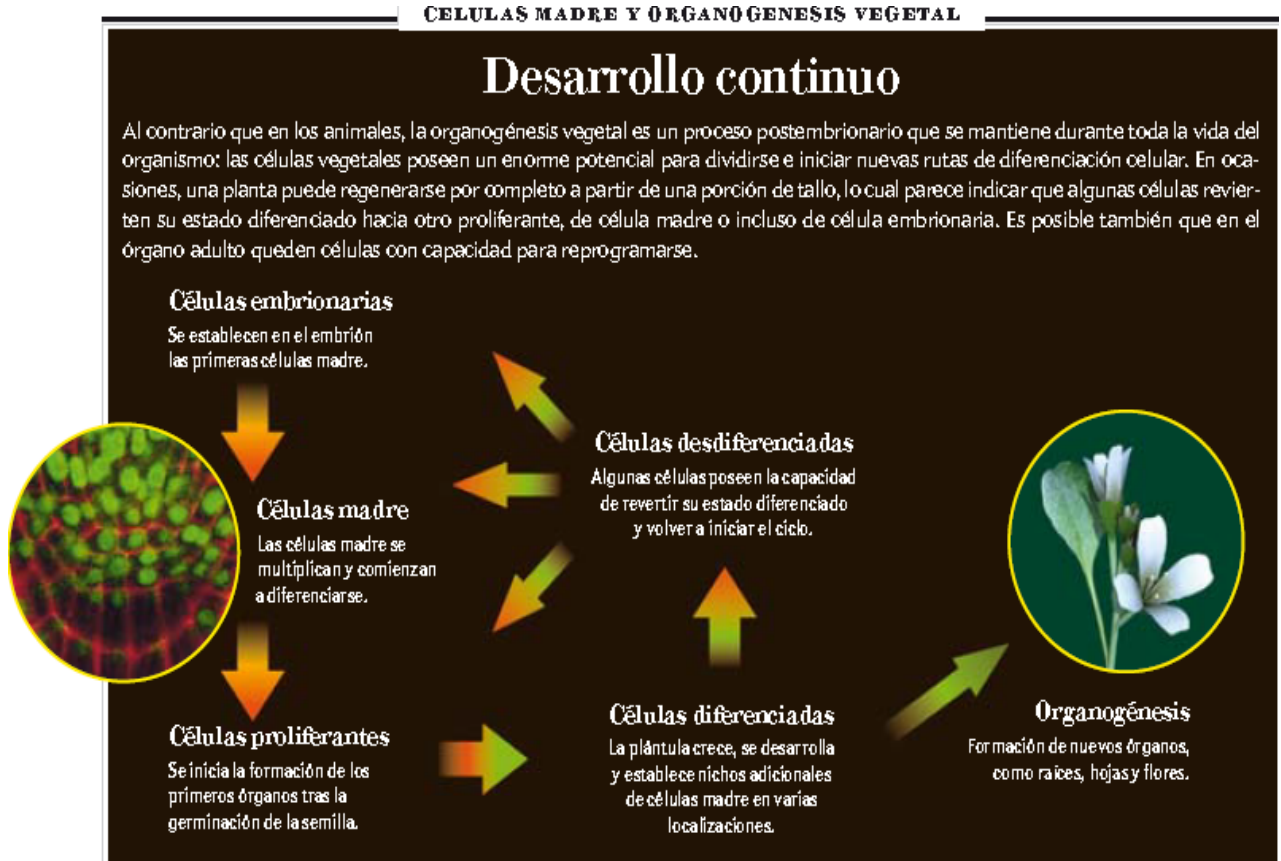 CELULAS MADRE Y ORGANOGENESIS VEGETAL
Desarrollo continuo
Al contrario que en los animales, la organogénesis vegetal es un proceso postembrionario que se mantiene durante toda la vida del
organismo: las células vegetales poseen un enorme potencial para dividirse e iniciar nuevas rutas de diferenciación celular. En oca-
siones, una planta puede regenerarse por completo a partir de una porción de tallo, lo cual parece indicar que algunas células revier-
ten su estado diferenciado hacia otro proliferante, de célula madre o incluso de célula embrionaria. Es posible también que en el
órgano adulto queden células con capacidad para reprogramarse.
Células embrionarias
Se establecen en el embrión
las primeras células madre.
Células desdiferenciadas
Algunas células poseen la capacidad
de revertir su estado diferenciado
y volver a iniciar el ciclo.
Células madre
Las células madre se
multiplican y comienzan
a diferenciarse.
Células proliferantes
Se inicia la formación de los
primeros órganos tras la
germinación de la semilla.
Células diferenciadas
La plántula crece, se desarrolla
y establece nichos adicionales
de células madre en varias
localizaciones.
Organogénesis
Formación de nuevos órganos,
como raíces, hojas y flores.